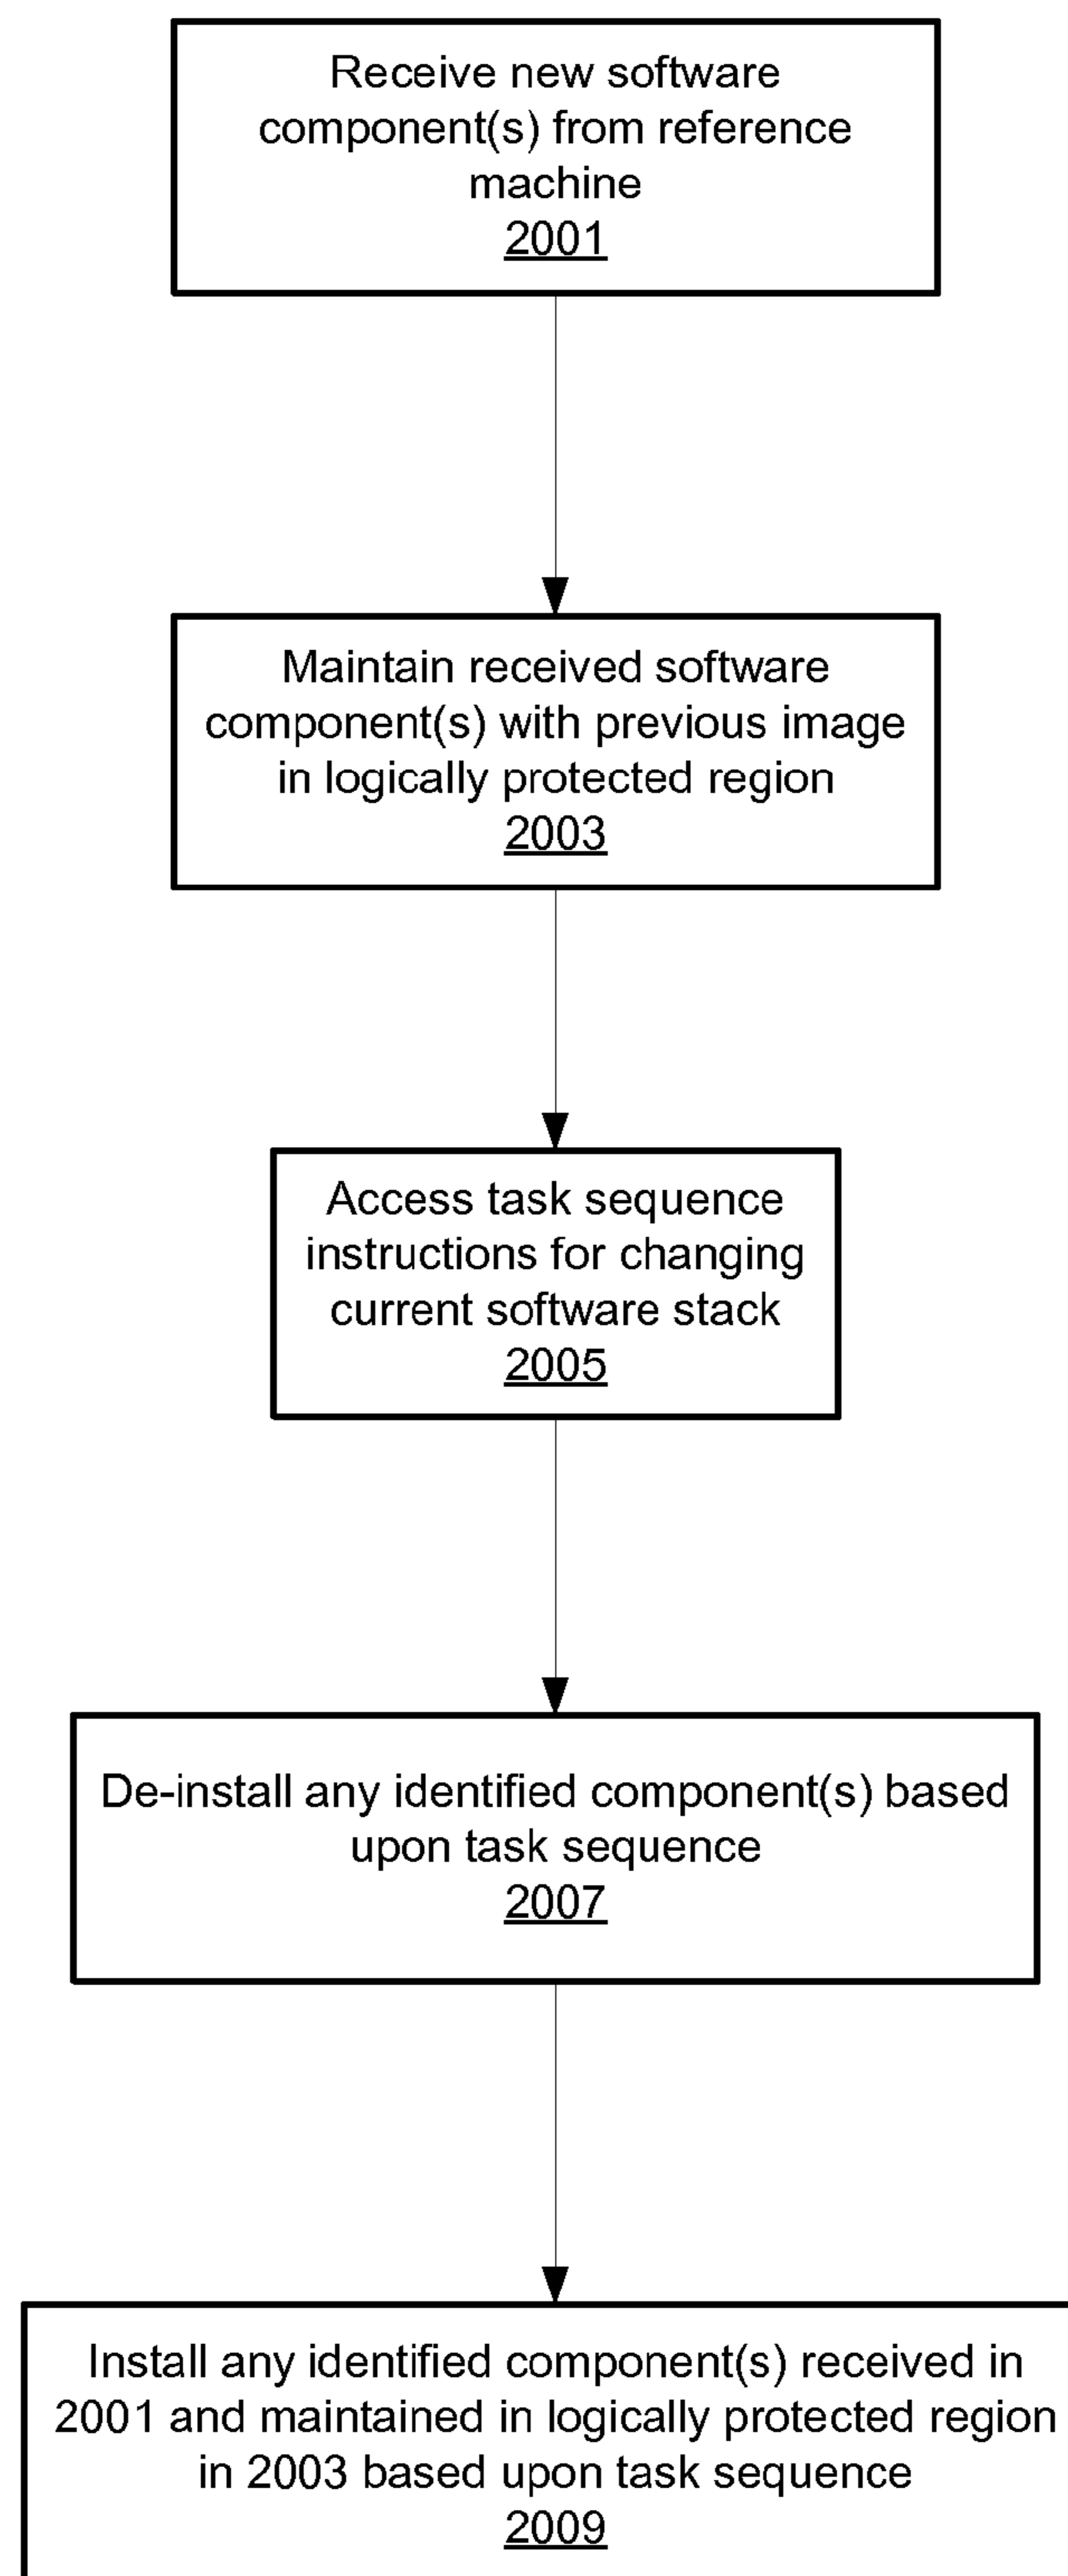 Receive new software
component(s) from reference
machine
2001
Maintain received software
component(s) with previous image
in logically protected region
2003
Access task sequence
instructions for changing
current software stack
2005
De-install any identified component(s) based
upon task sequence
2007
Install any identified component(s) received in
2001 and maintained in logically protected region
in 2003 based upon task sequence
2009